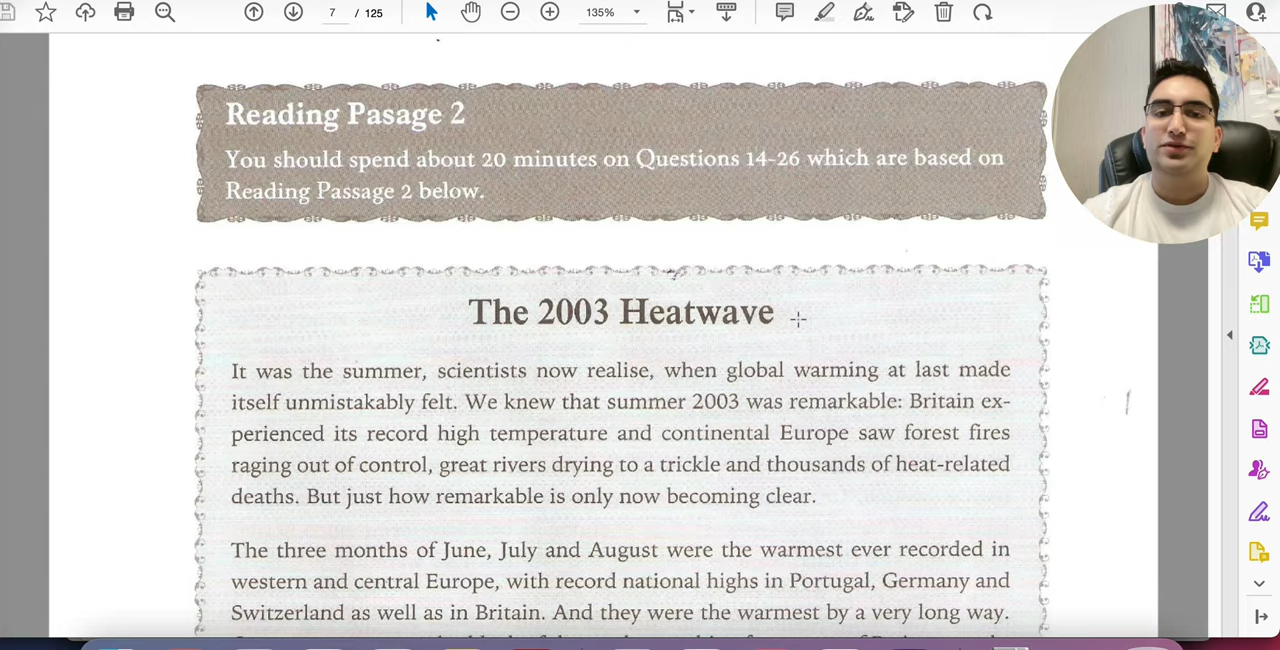 7 / 125
135%
Reading Pasage 2
You should spend about 20 minutes on Questions 14-26 which are based on
Reading Passage 2 below.
The 2003 Heatwave
It was the summer, scientists now realise, when global warming at last made
itself unmistakably felt. We knew that summer 2003 was remarkable: Britain ex-
perienced its record high temperature and continental Europe saw forest fires
raging out of control, great rivers drying to a trickle and thousands of heat-related
deaths. But just how remarkable is only now becoming clear.
The three months of June, July and August were the warmest ever recorded in
western and central Europe, with record national highs in Portugal, Germany and
Switzerland as well as in Britain. And they were the warmest by a very long way.